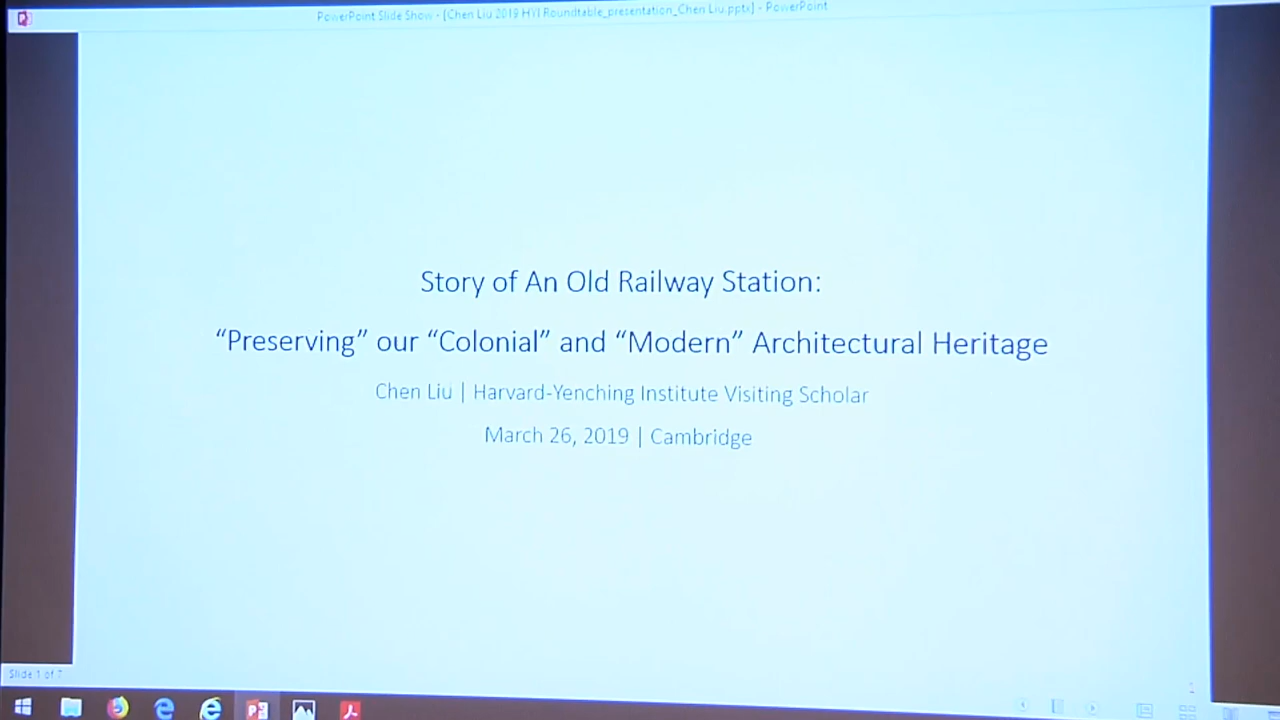 PowerPoint Slide Show - [Chen Liu 2019 HYI Roundtable_presentation_Chen Liu.pptx] - PowerPoint
Story of An Old Railway Station:
“Preserving” our “Colonial” and “Modern” Architectural Heritage
Chen Liu | Harvard-Yenching Institute Visiting Scholar
March 26, 2019 | Cambridge
Slide 1 of 7
1